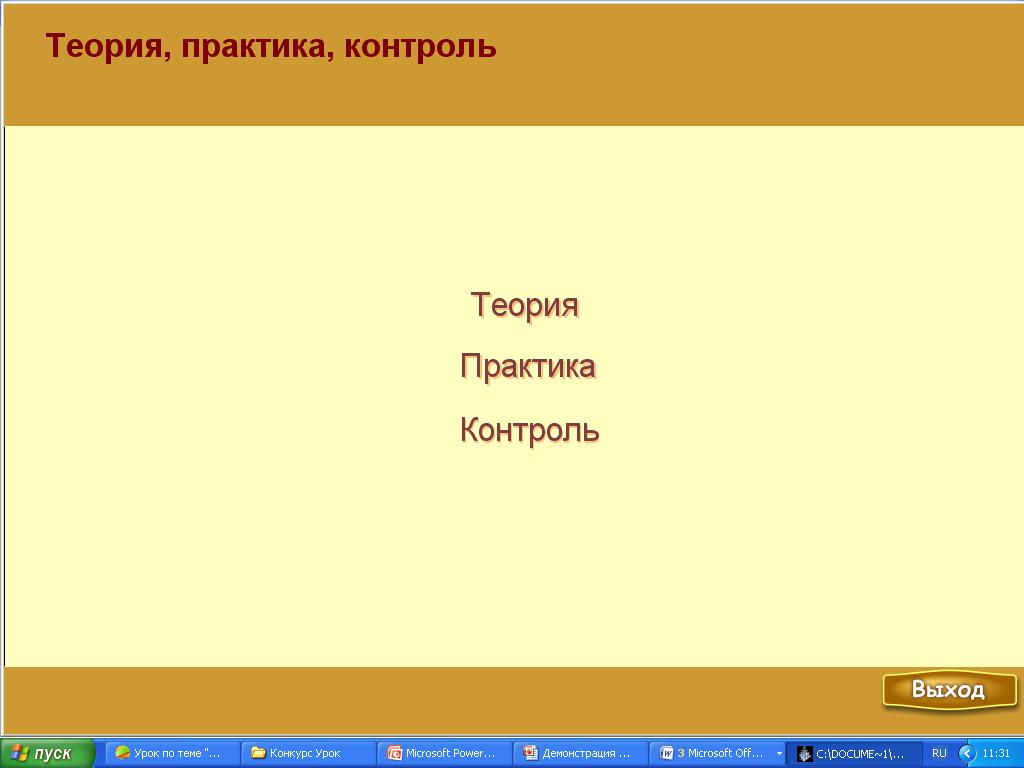 Теория, практика, контроль
Теория
Практика
Контроль
Выход
пуск
Урок по теме "...
Конкурс Урок
Microsoft Power...
Демонстрация ...
3 Microsoft Off...
C:\DOCUME~1\...
RU
11:31